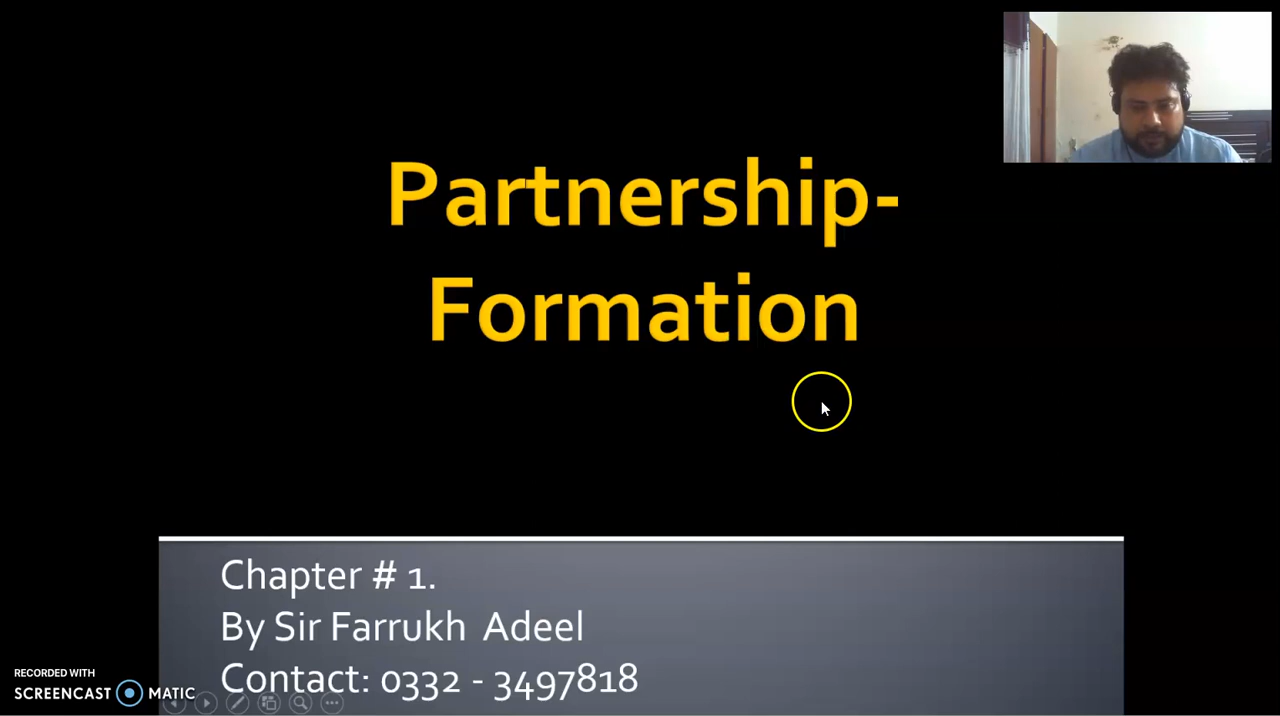 Partnership-
Formation
Chapter # 1.
By Sir Farrukh Adeel
Contact: 0332 - 3497818
RECORDED WITH
SCREENCAST MATIC